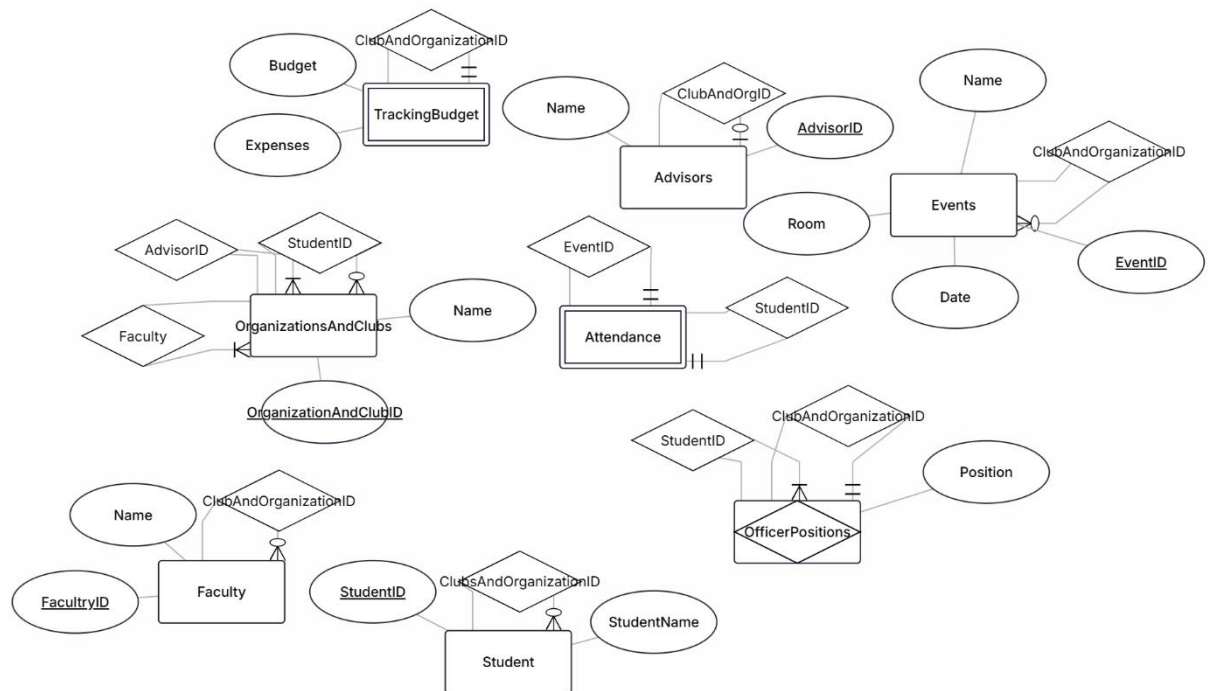 ClubAndOrganizationID
Budget
TrackingBudget
Expenses
Name
ClubAndOrgID
AdvisorID
Advisors
Name
ClubAndOrganizationID
Events
Room
EventID
Date
AdvisorID
StudentID
OrganizationsAndClubs
Name
Faculty
OrganizationAndClubID
EventID
StudentID
Attendance
StudentID
ClubAndOrganizationID
Position
OfficerPositions
Name
ClubAndOrganizationID
FacultryID
Faculty
StudentID
ClubsAndOrganizationID
StudentName
Student